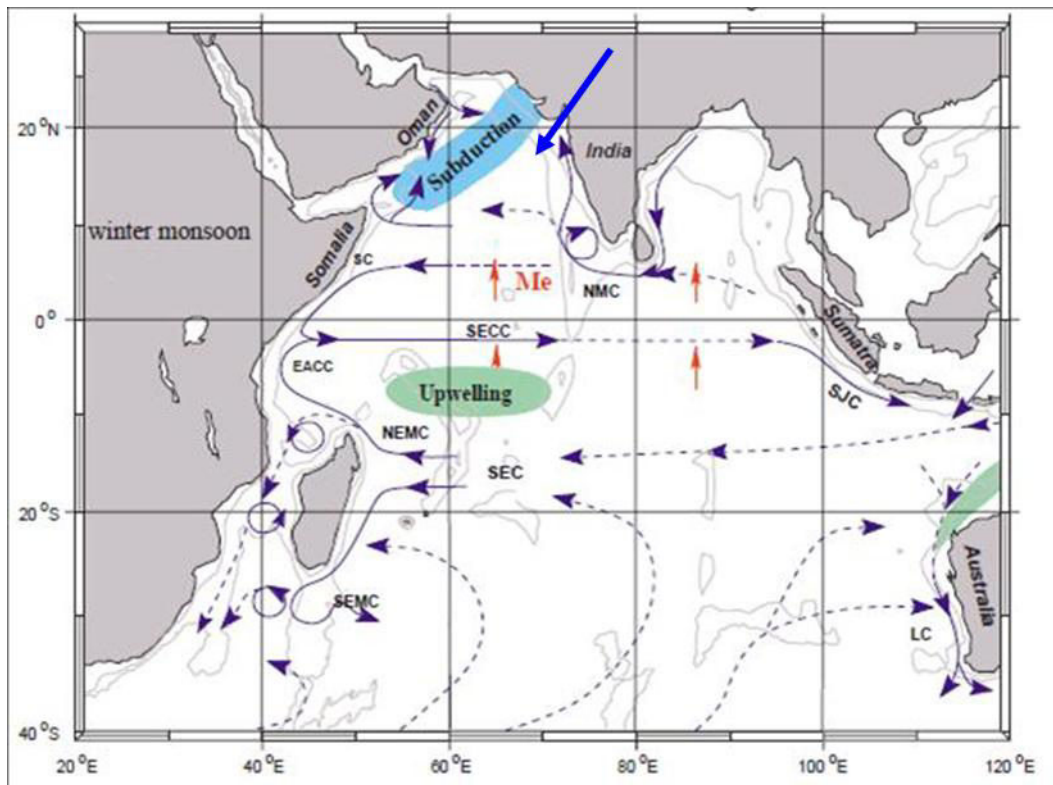 20°N
0°
20°S
40°S
20°E
40°E
60°E
80°E
100°E
120°E
Oman
Subduction
India
winter monsoon
Somalia
SC
Me
NMC
SECC
Sumatra
EACC
Upwelling
SJC
NEMC
SEC
SEMC
Australia
LC